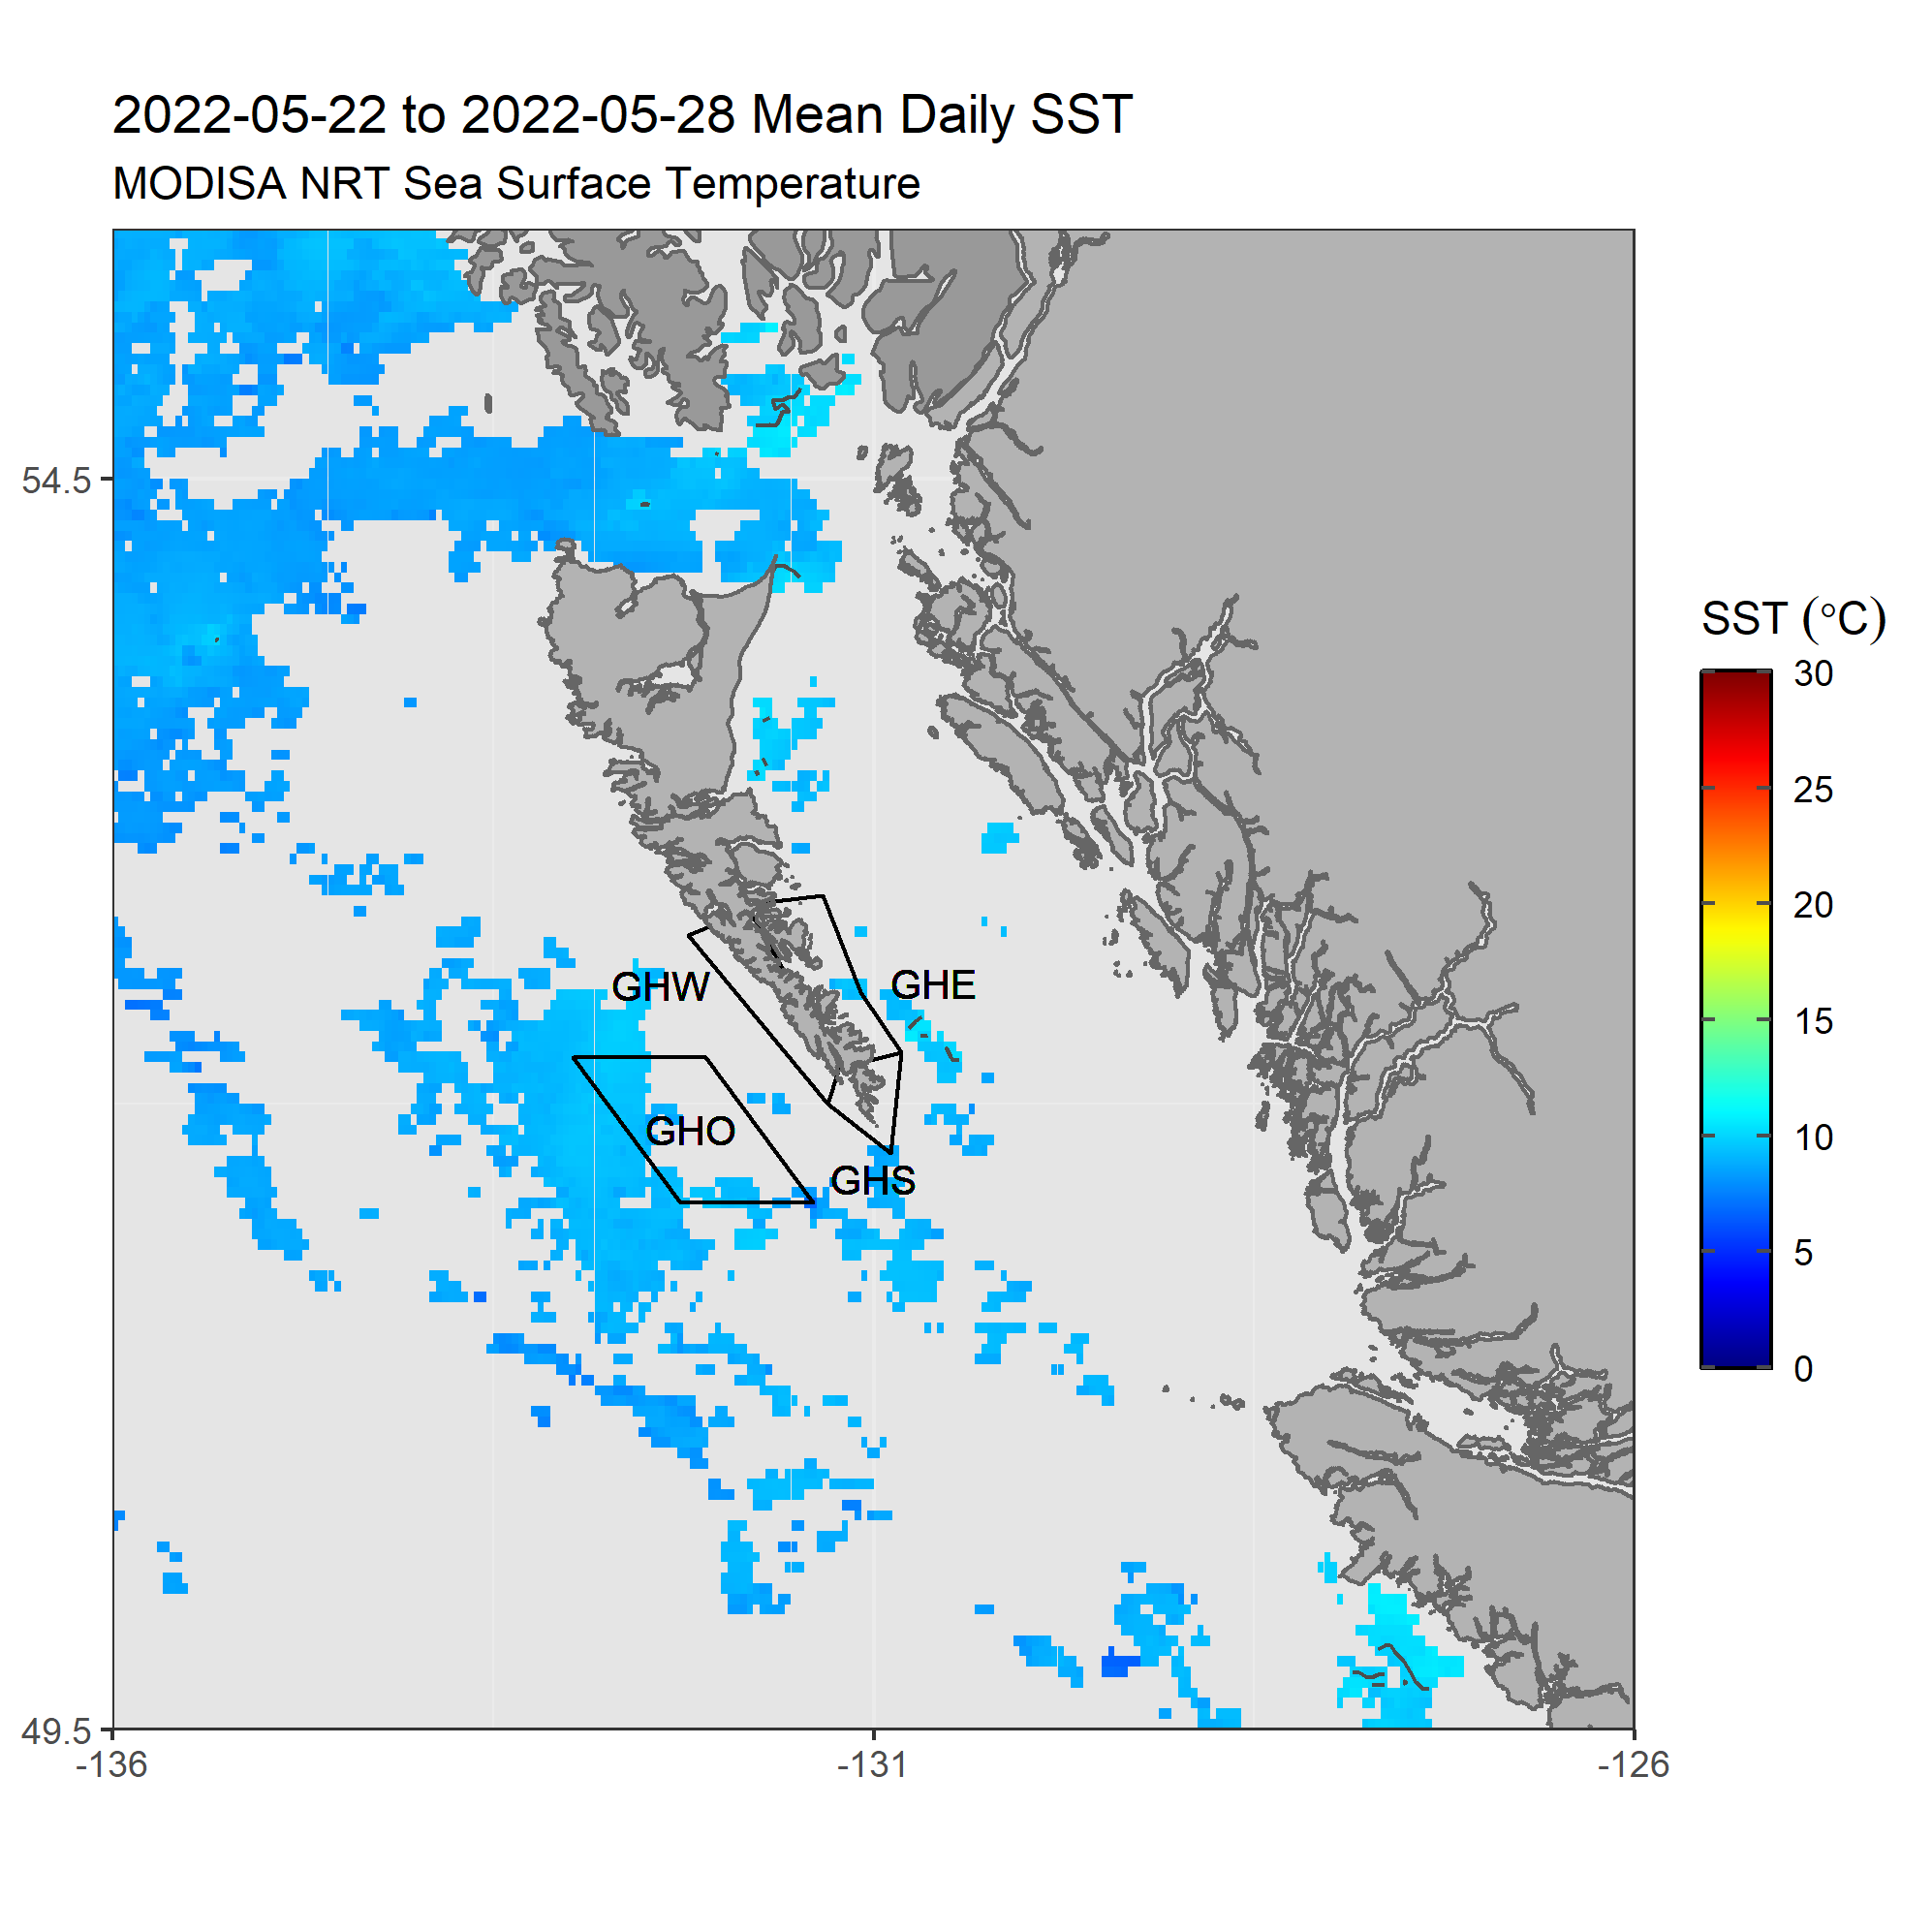 2022-05-22 to 2022-05-28 Mean Daily SST
MODISA NRT Sea Surface Temperature
54.5
49.5
-136
-131
-126
GHW
GHE
GHO
GHS
SST (°C)
30
25
20
15
10
5
0